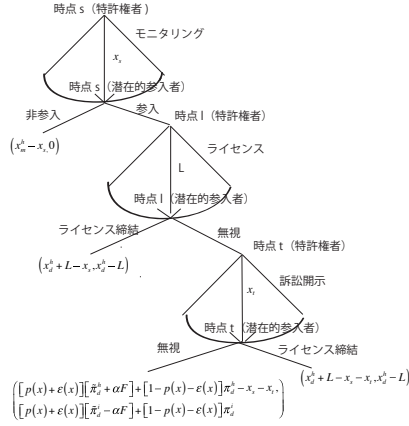 時点 s（特許権者）
モニタリング
x_s
時点 s（潜在的参入者）
非参入
参入
(x_m^h − x_s, 0)
時点 l（特許権者）
ライセンス
L
時点 l（潜在的参入者）
ライセンス締結
無視
(x_d^h + L − x_s, x_d^h − L)
時点 t（特許権者）
訴訟開示
x_t
時点 t（潜在的参入者）
無視
ライセンス締結
(x_d^h + L − x_s − x_t, x_d^h − L)
([p(x) + ε(x)][π̃_d^h + αF] + [1 − p(x) − ε(x)]π_d^h − x_s − x_t,
[p(x) + ε(x)][π̃_d^i − αF] + [1 − p(x) − ε(x)]π_d^i)